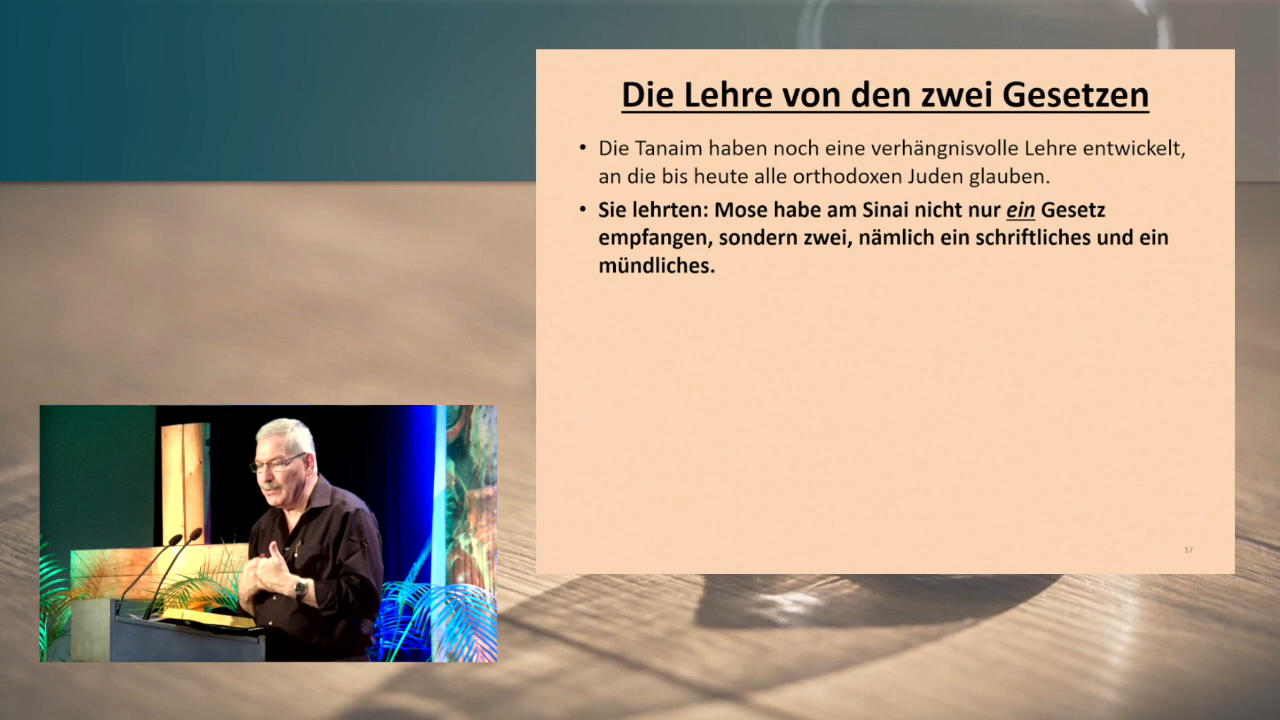 Die Lehre von den zwei Gesetzen
• Die Tanaim haben noch eine verhängnisvolle Lehre entwickelt,
an die bis heute alle orthodoxen Juden glauben.
• Sie lehrten: Mose habe am Sinai nicht nur ein Gesetz
empfangen, sondern zwei, nämlich ein schriftliches und ein
mündliches.
17